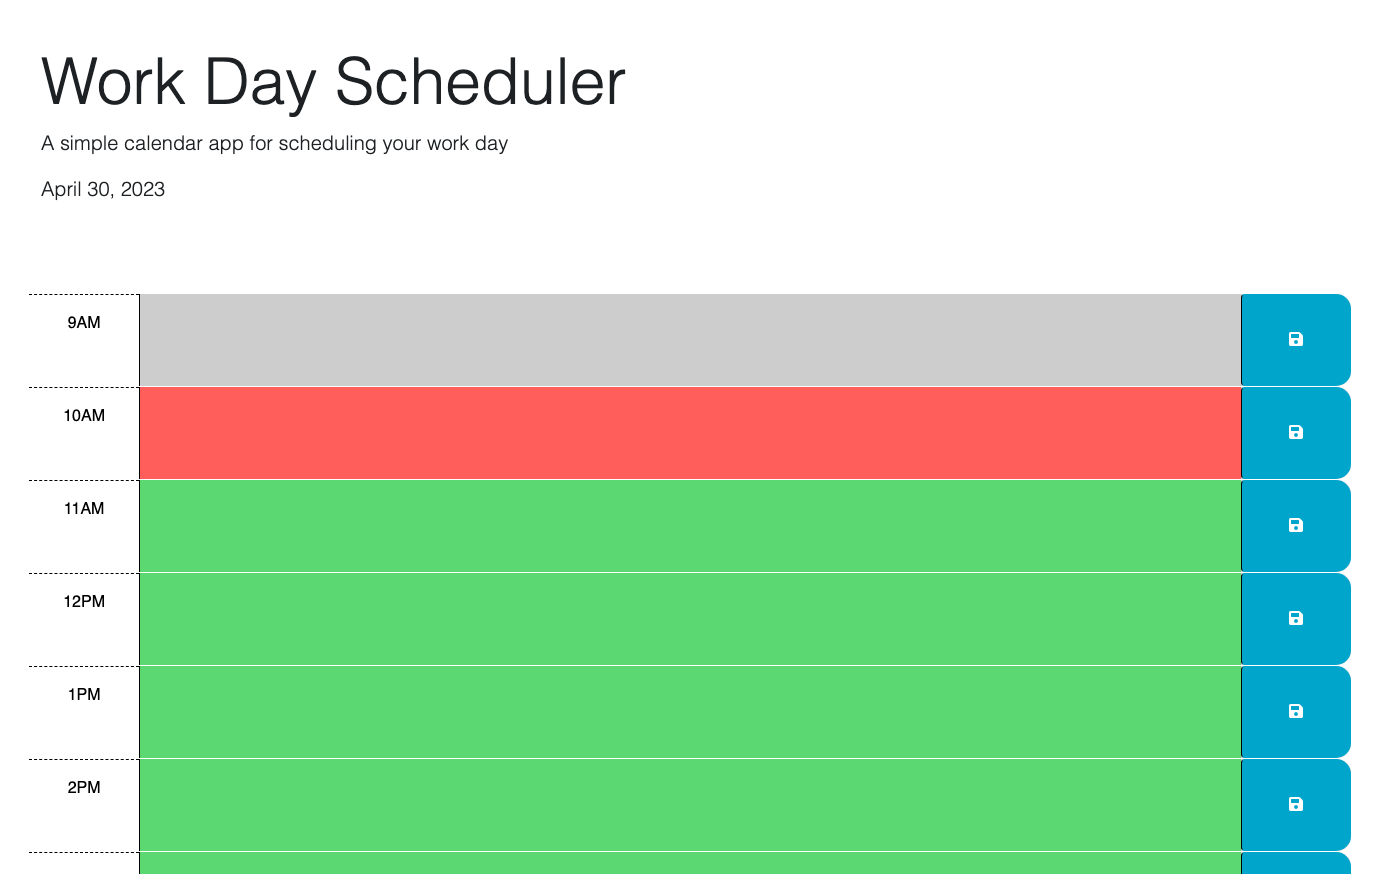 Work Day Scheduler
A simple calendar app for scheduling your work day
April 30, 2023
9AM
10AM
11AM
12PM
1PM
2PM